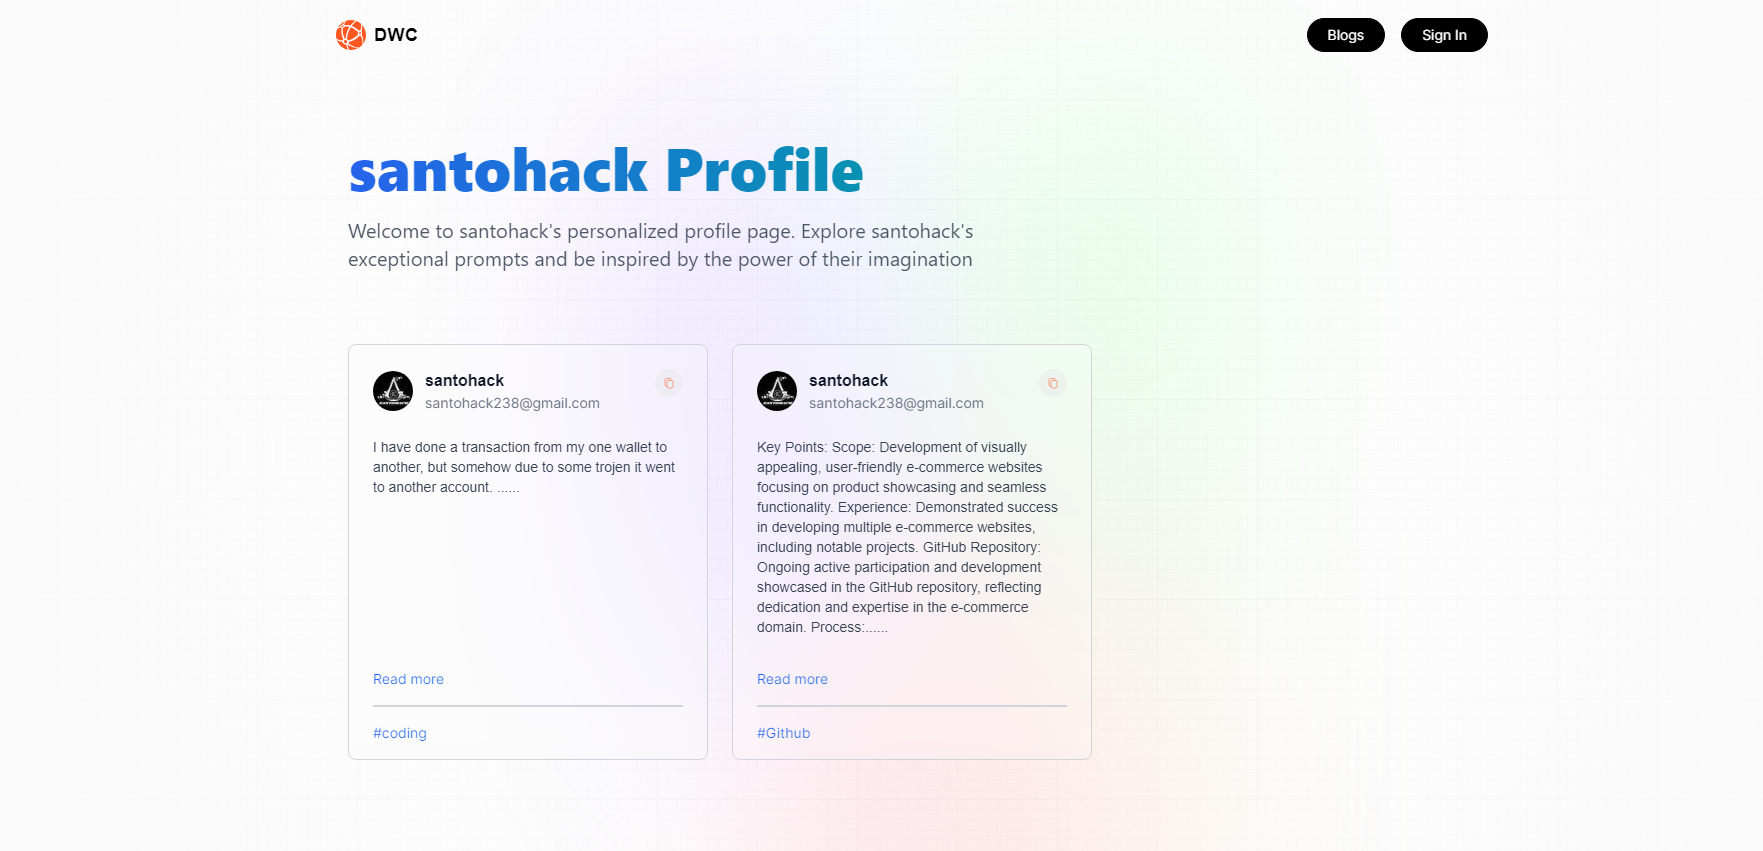 DWC
Blogs
Sign In
santohack Profile
Welcome to santohack's personalized profile page. Explore santohack's
exceptional prompts and be inspired by the power of their imagination
santohack
santohack238@gmail.com
I have done a transaction from my one wallet to
another, but somehow due to some trojen it went
to another account. ......
Read more
#coding
santohack
santohack238@gmail.com
Key Points: Scope: Development of visually
appealing, user-friendly e-commerce websites
focusing on product showcasing and seamless
functionality. Experience: Demonstrated success
in developing multiple e-commerce websites,
including notable projects. GitHub Repository:
Ongoing active participation and development
showcased in the GitHub repository, reflecting
dedication and expertise in the e-commerce
domain. Process:......
Read more
#Github